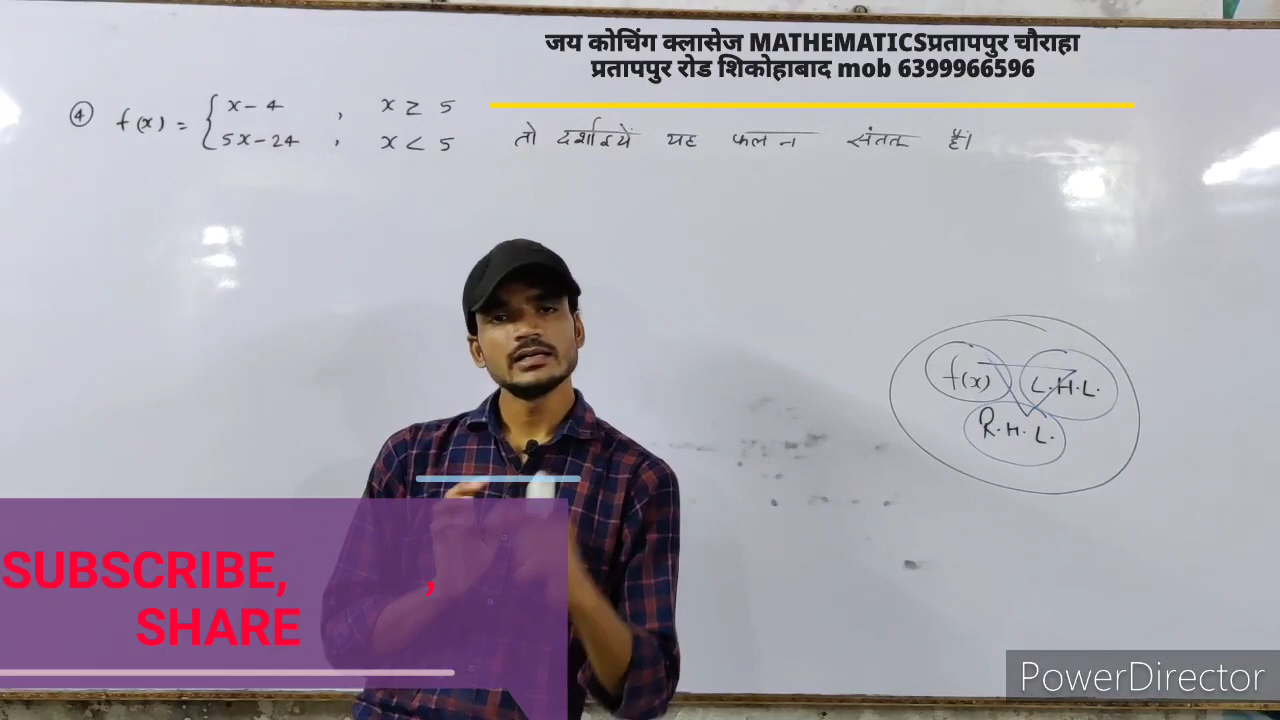 जय कोचिंग क्लासेज MATHEMATICSप्रतापपुर चौराहा
प्रतापपुर रोड शिकोहाबाद mob 6399966596
④ f(x) = { x-4 , x ≥ 5
5x-24 , x < 5 तो दर्शाइये यह फलन संतत है।
f(x) L.H.L.
R.H.L.
SUBSCRIBE, ,
SHARE
PowerDirector